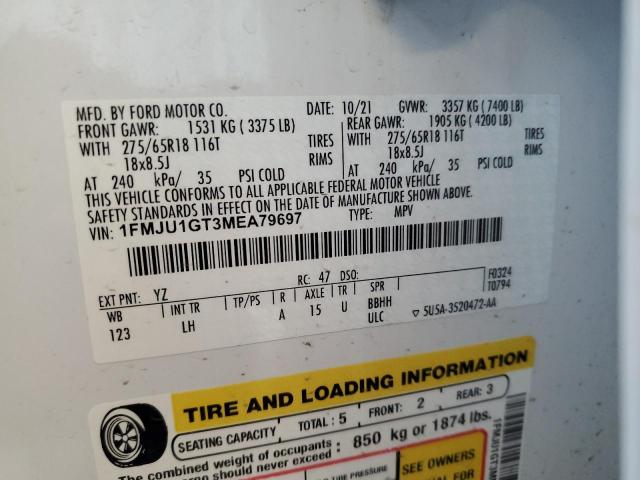 MFD. BY FORD MOTOR CO. DATE: 10/21 GVWR: 3357 KG ( 7400 LB)
FRONT GAWR: 1531 KG ( 3375 LB) REAR GAWR: 1905 KG ( 4200 LB)
WITH 275/65R18 116T TIRES WITH 275/65R18 116T TIRES
18x8.5J RIMS 18x8.5J RIMS
AT 240 kPa/ 35 PSI COLD AT 240 kPa/ 35 PSI COLD
THIS VEHICLE CONFORMS TO ALL APPLICABLE FEDERAL MOTOR VEHICLE
SAFETY STANDARDS IN EFFECT ON THE DATE OF MANUFACTURE SHOWN ABOVE.
VIN: 1FMJU1GT3MEA79697 TYPE: MPV
EXT PNT: YZ RC: 47 DSO:
WB INT TR TP/PS R AXLE TR SPR
123 LH A 15 U BBHH
ULC
F0324
T0794
▽ 5U5A-3520472-AA
TIRE AND LOADING INFORMATION
SEATING CAPACITY TOTAL: 5 FRONT: 2 REAR: 3
The combined weight of occupants
should never exceed: 850 kg or 1874 lbs.
TIRE PRESSURE
SEE OWNERS